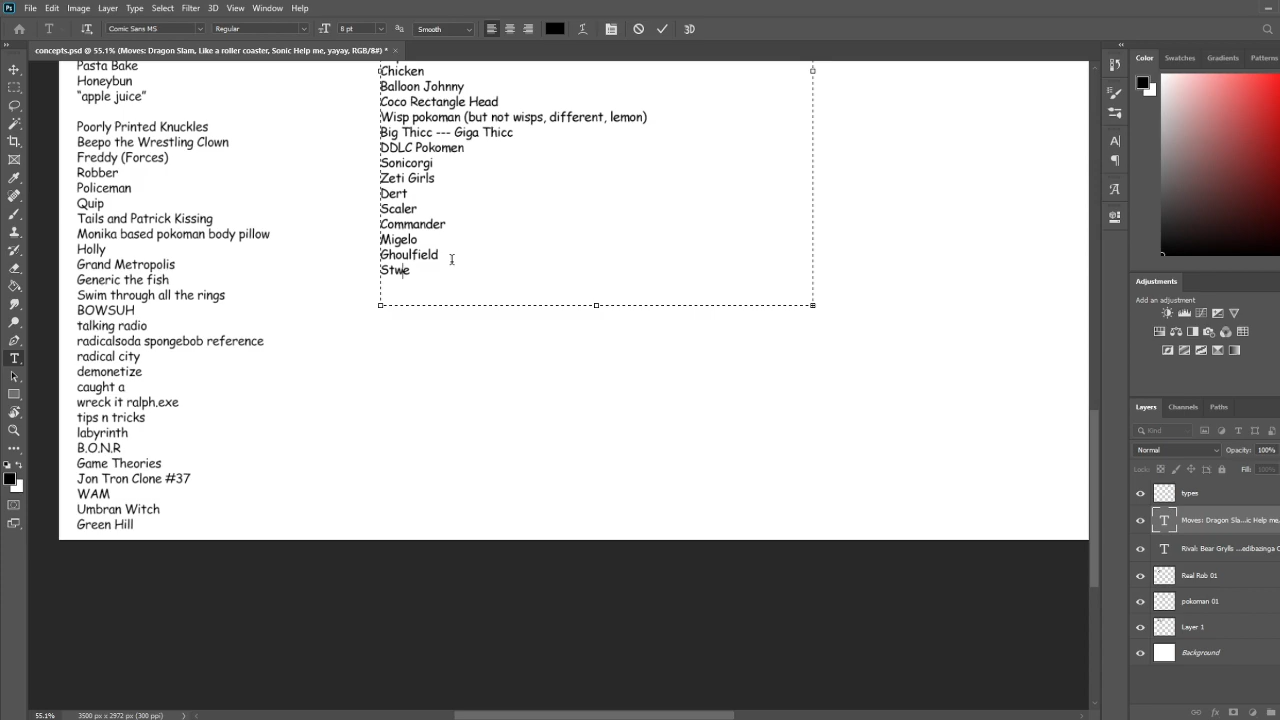 File Edit Image Layer Type Select Filter 3D View Window Help
Comic Sans MS Regular 8 pt Smooth 3D
concepts.psd @ 55.1% (Moves: Dragon Slam, Like a roller coaster, Sonic Help me, yayay, RGB/8#) *
Pasta Bake
Honeybun
“apple juice”
Poorly Printed Knuckles
Beepo the Wrestling Clown
Freddy (Forces)
Robber
Policeman
Quip
Tails and Patrick Kissing
Monika based pokoman body pillow
Holly
Grand Metropolis
Generic the fish
Swim through all the rings
BOWSUH
talking radio
radicalsoda spongebob reference
radical city
demonetize
caught a
wreck it ralph.exe
tips n tricks
labyrinth
B.O.N.R
Game Theories
Jon Tron Clone #37
WAM
Umbran Witch
Green Hill
Chicken
Balloon Johnny
Coco Rectangle Head
Wisp pokoman (but not wisps, different, lemon)
Big Thicc --- Giga Thicc
DDLC Pokomen
Sonicorgi
Zeti Girls
Dert
Scaler
Commander
Migelo
Ghoulfield
Stwe
Color Swatches Gradients Patterns
Adjustments
Add an adjustment
Layers Channels Paths
Kind
Normal Opacity: 100%
Lock: Fill: 100%
types
Moves: Dragon Sla...ic Help me,
Rival: Bear Grylls ...edibazinga
Real Rob 01
pokoman 01
Layer 1
Background
55.1% 3500 px x 2972 px (300 ppi)